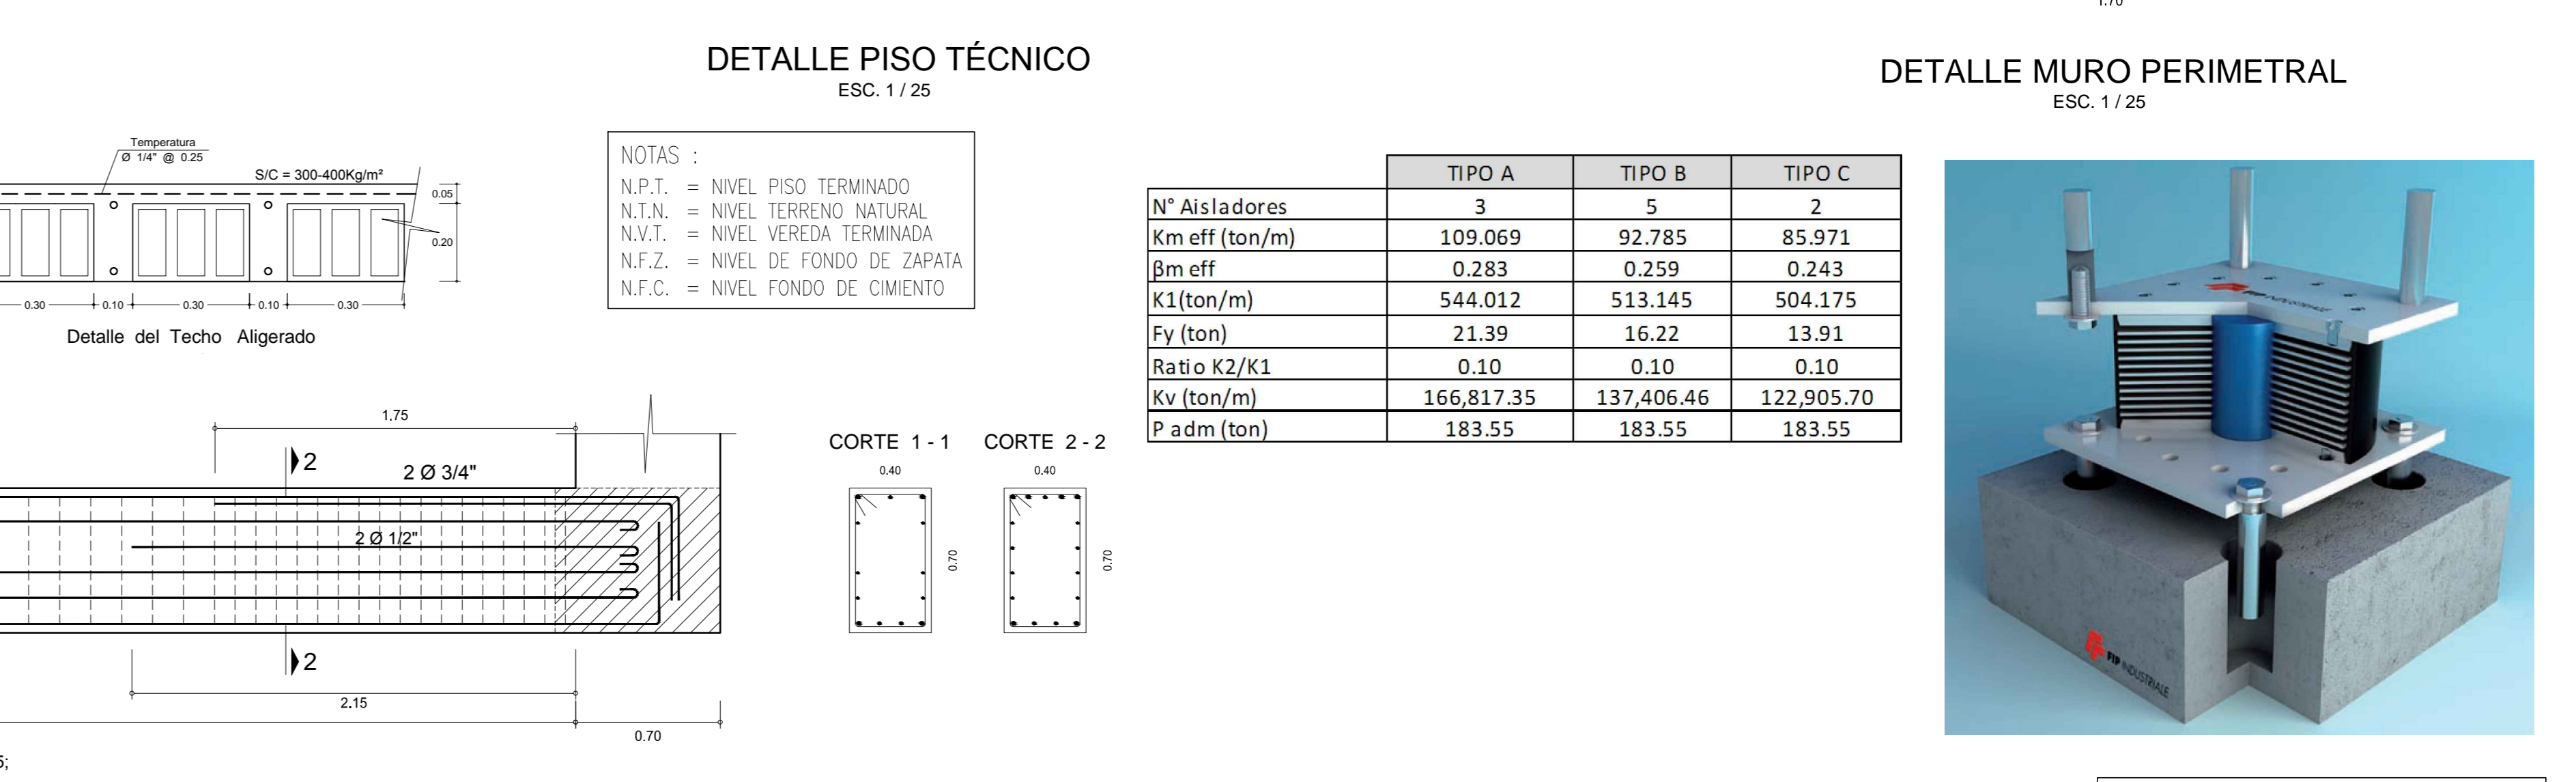 1.70
DETALLE PISO TÉCNICO
ESC. 1 / 25
DETALLE MURO PERIMETRAL
ESC. 1 / 25
Temperatura
Ø 1/4" @ 0.25
S/C = 300-400Kg/m²
0.05
0.20
0.30 0.10 0.30 0.10 0.30
Detalle del Techo Aligerado
NOTAS :
N.P.T. = NIVEL PISO TERMINADO
N.T.N. = NIVEL TERRENO NATURAL
N.V.T. = NIVEL VEREDA TERMINADA
N.F.Z. = NIVEL DE FONDO DE ZAPATA
N.F.C. = NIVEL FONDO DE CIMIENTO
TIPO A TIPO B TIPO C
N° Aisladores 3 5 2
Km eff (ton/m) 109.069 92.785 85.971
βm eff 0.283 0.259 0.243
K1(ton/m) 544.012 513.145 504.175
Fy (ton) 21.39 16.22 13.91
Ratio K2/K1 0.10 0.10 0.10
Kv (ton/m) 166,817.35 137,406.46 122,905.70
P adm (ton) 183.55 183.55 183.55
FIP INDUSTRIALE
FIP INDUSTRIALE
1.75
2
2 Ø 3/4"
2 Ø 1/2"
2
2.15
0.70
CORTE 1 - 1 CORTE 2 - 2
0.40 0.40
0.70 0.70
5;